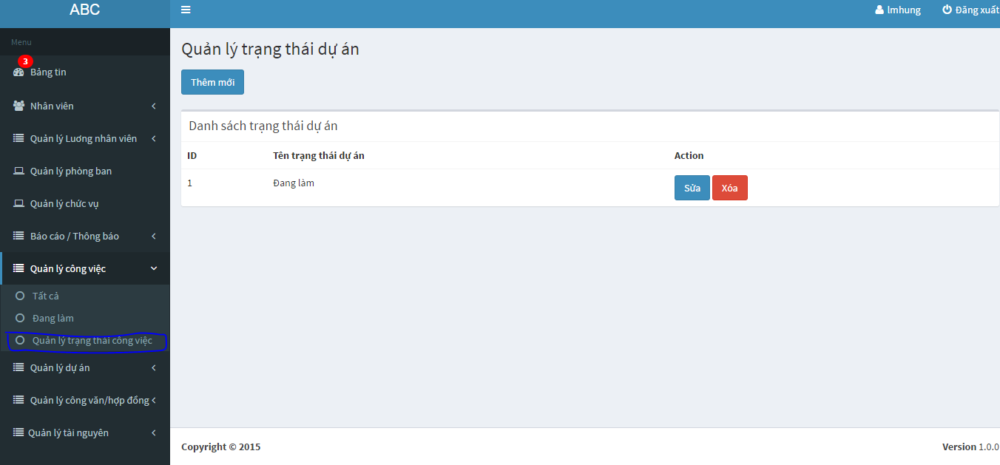 ABC
lmhung
Đăng xuất
Menu
3
Bảng tin
Nhân viên
Quản lý Lương nhân viên
Quản lý phòng ban
Quản lý chức vụ
Báo cáo / Thông báo
Quản lý công việc
Tất cả
Đang làm
Quản lý trạng thái công việc
Quản lý dự án
Quản lý công văn/hợp đồng
Quản lý tài nguyên
Quản lý trạng thái dự án
Thêm mới
Danh sách trạng thái dự án
ID Tên trạng thái dự án Action
1 Đang làm Sửa Xóa
Copyright © 2015
Version 1.0.0